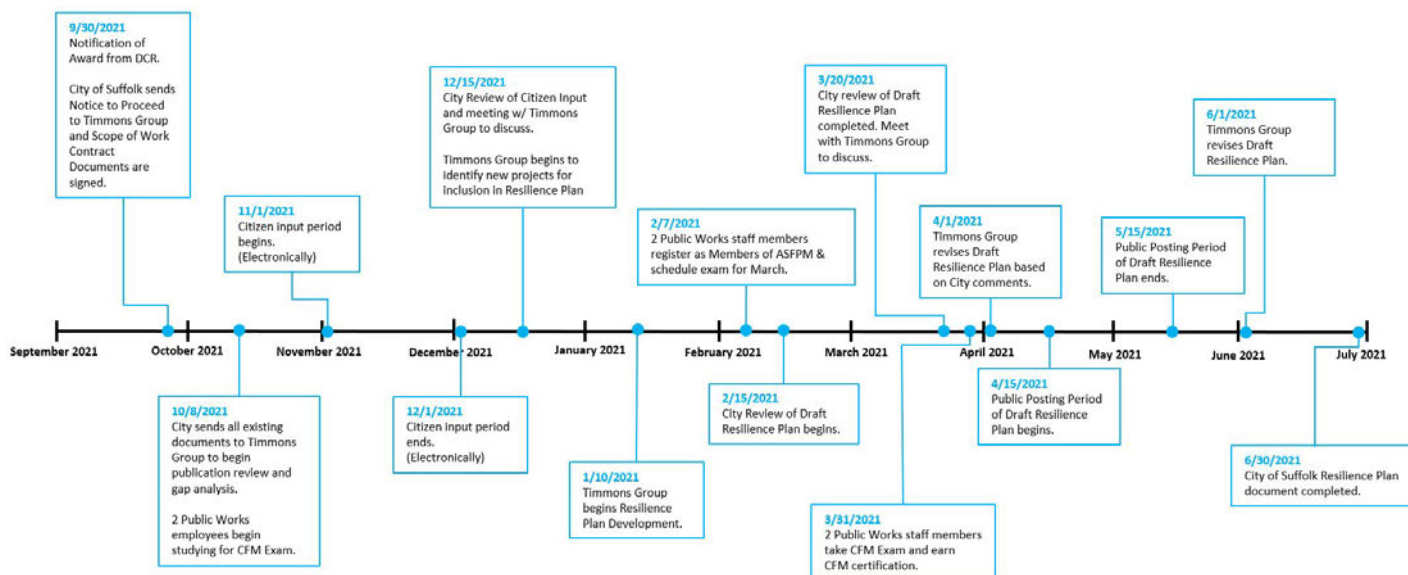 9/30/2021
Notification of
Award from DCR.
City of Suffolk sends
Notice to Proceed
to Timmons Group
and Scope of Work
Contract
Documents are
signed.
11/1/2021
Citizen input period
begins.
(Electronically)
12/15/2021
City Review of Citizen Input
and meeting w/ Timmons
Group to discuss.
Timmons Group begins to
identify new projects for
inclusion in Resilience Plan
2/7/2021
2 Public Works staff members
register as Members of ASFPM &
schedule exam for March.
3/20/2021
City review of Draft
Resilience Plan
completed. Meet
with Timmons Group
to discuss.
4/1/2021
Timmons Group
revises Draft
Resilience Plan based
on City comments.
5/15/2021
Public Posting Period
of Draft Resilience
Plan ends.
6/1/2021
Timmons Group
revises Draft
Resilience Plan.
September 2021
October 2021
November 2021
December 2021
January 2021
February 2021
March 2021
April 2021
May 2021
June 2021
July 2021
10/8/2021
City sends all existing
documents to Timmons
Group to begin
publication review and
gap analysis.
2 Public Works
employees begin
studying for CFM Exam.
12/1/2021
Citizen input period
ends.
(Electronically)
1/10/2021
Timmons Group
begins Resilience
Plan Development.
2/15/2021
City Review of Draft
Resilience Plan begins.
3/31/2021
2 Public Works staff members
take CFM Exam and earn
CFM certification.
4/15/2021
Public Posting Period
of Draft Resilience
Plan begins.
6/30/2021
City of Suffolk Resilience Plan
document completed.